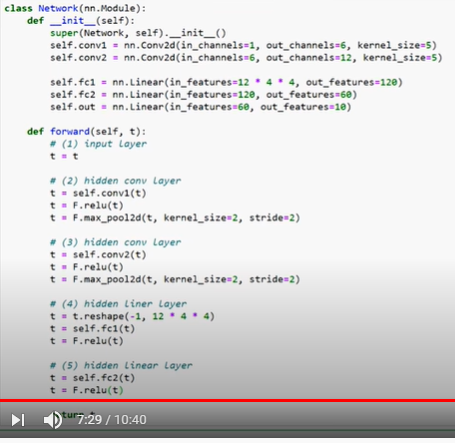 class Network(nn.Module):
def __init__(self):
super(Network, self).__init__()
self.conv1 = nn.Conv2d(in_channels=1, out_channels=6, kernel_size=5)
self.conv2 = nn.Conv2d(in_channels=6, out_channels=12, kernel_size=5)
self.fc1 = nn.Linear(in_features=12 * 4 * 4, out_features=120)
self.fc2 = nn.Linear(in_features=120, out_features=60)
self.out = nn.Linear(in_features=60, out_features=10)
def forward(self, t):
# (1) input layer
t = t
# (2) hidden conv layer
t = self.conv1(t)
t = F.relu(t)
t = F.max_pool2d(t, kernel_size=2, stride=2)
# (3) hidden conv layer
t = self.conv2(t)
t = F.relu(t)
t = F.max_pool2d(t, kernel_size=2, stride=2)
# (4) hidden liner layer
t = t.reshape(-1, 12 * 4 * 4)
t = self.fc1(t)
t = F.relu(t)
# (5) hidden linear layer
t = self.fc2(t)
t = F.relu(t)
7:29 / 10:40